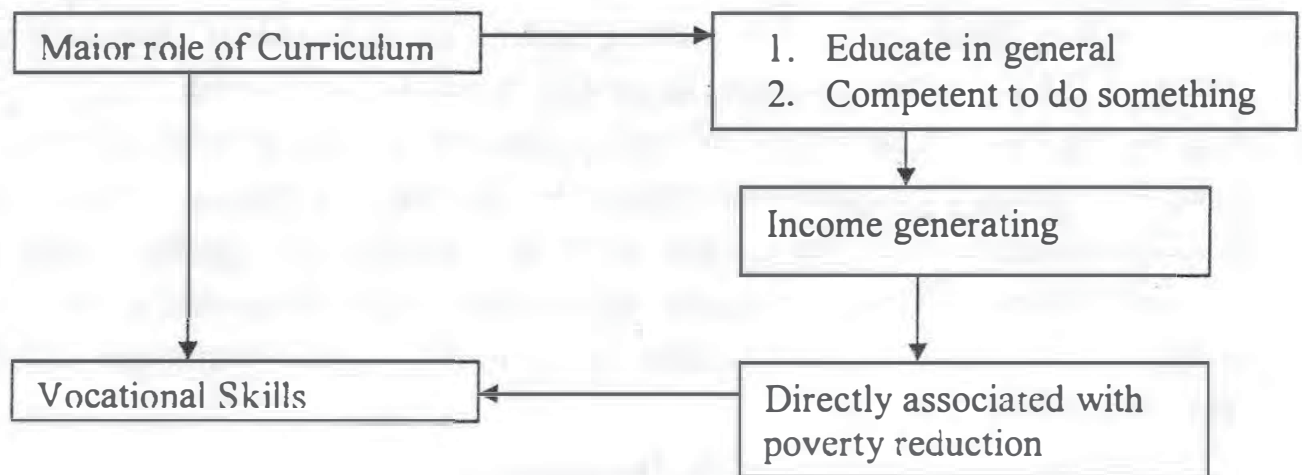 Maior role of Curriculum
1. Educate in general
2. Competent to do something
Income generating
Vocational Skills
Directly associated with
poverty reduction